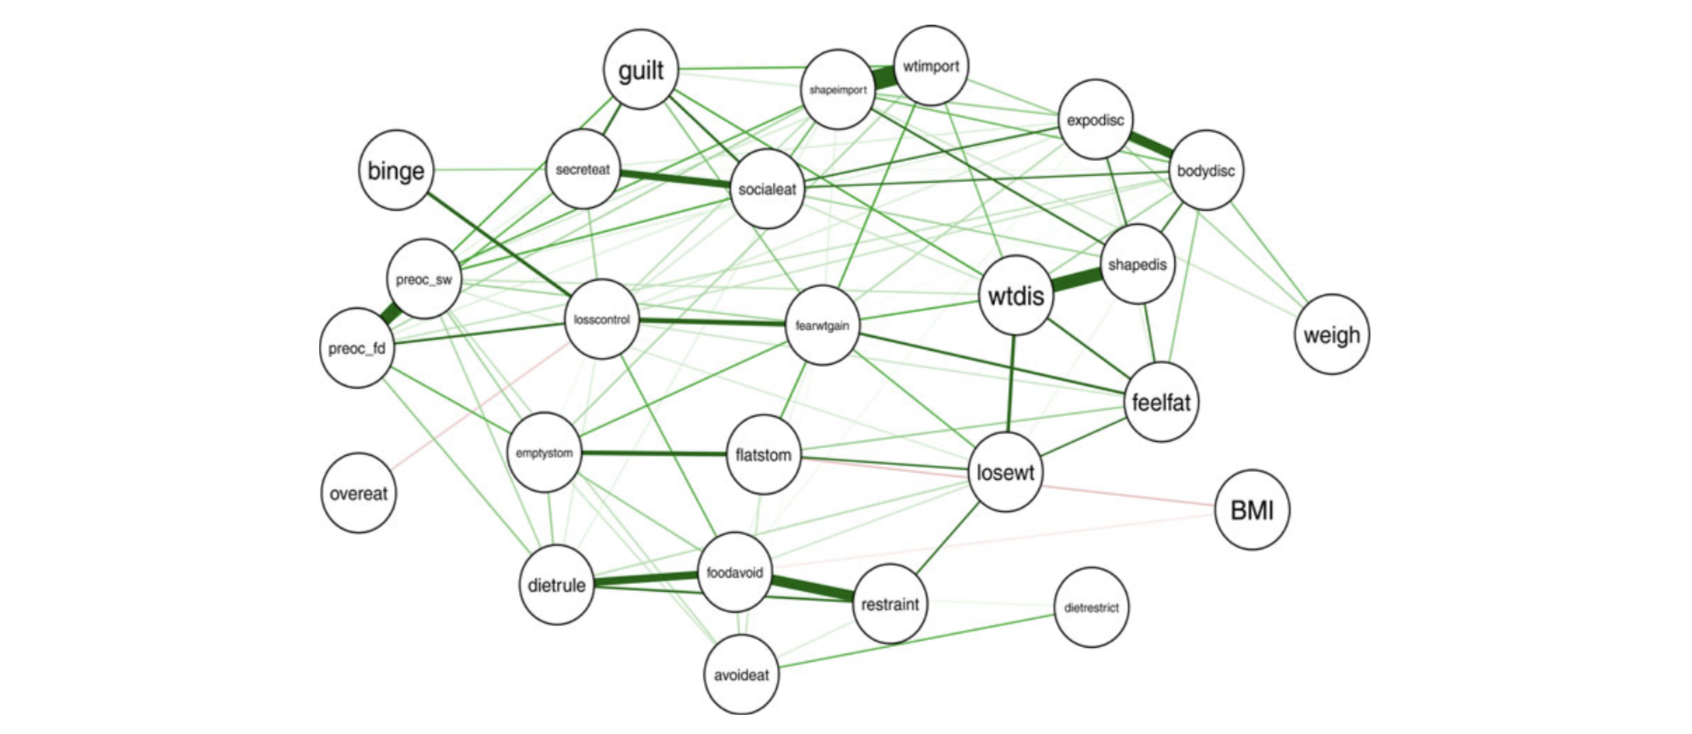 guilt
shapeimport
wtimport
expodisc
binge
secreteat
socialeat
bodydisc
preoc_sw
shapedis
wtdis
losscontrol
fearwtgain
weigh
preoc_fd
feelfat
emptystom
flatstom
losewt
overeat
BMI
dietrule
foodavoid
restraint
dietrestrict
avoideat